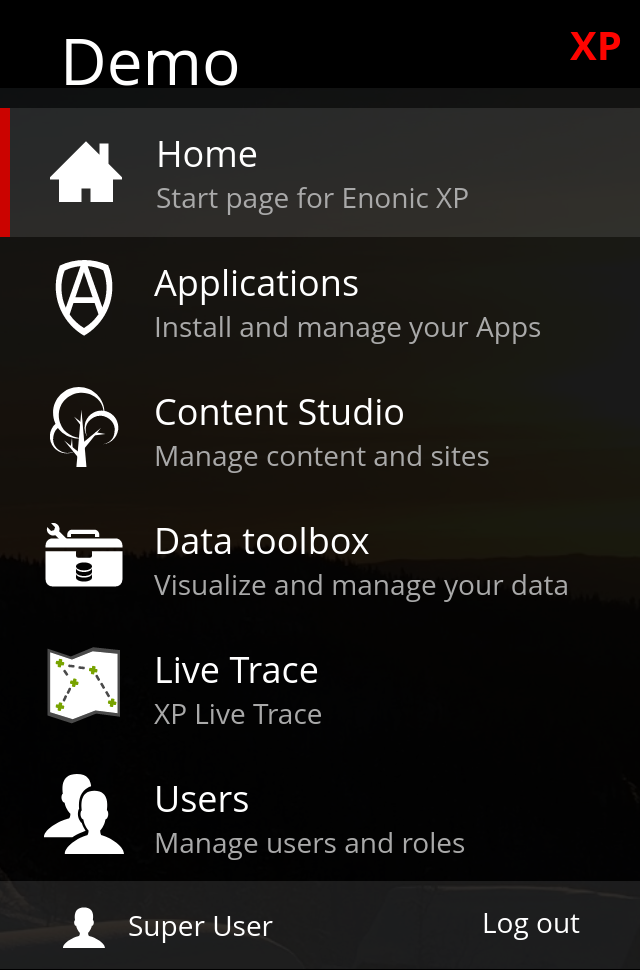 Demo
XP
Home
Start page for Enonic XP
Applications
Install and manage your Apps
Content Studio
Manage content and sites
Data toolbox
Visualize and manage your data
Live Trace
XP Live Trace
Users
Manage users and roles
Super User
Log out